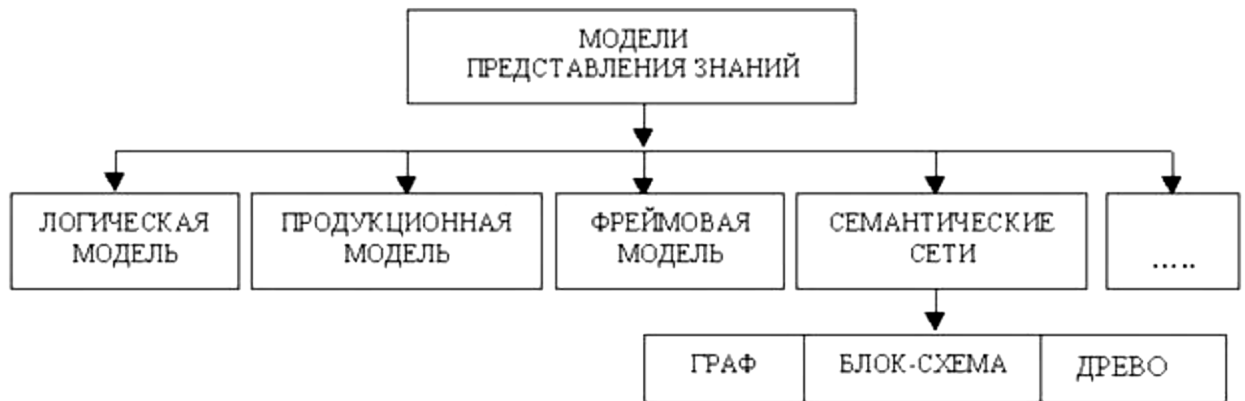 МОДЕЛИ
ПРЕДСТАВЛЕНИЯ ЗНАНИЙ
ЛОГИЧЕСКАЯ
МОДЕЛЬ
ПРОДУКЦИОННАЯ
МОДЕЛЬ
ФРЕЙМОВАЯ
МОДЕЛЬ
СЕМАНТИЧЕСКИЕ
СЕТИ
.....
ГРАФ
БЛОК-СХЕМА
ДРЕВО